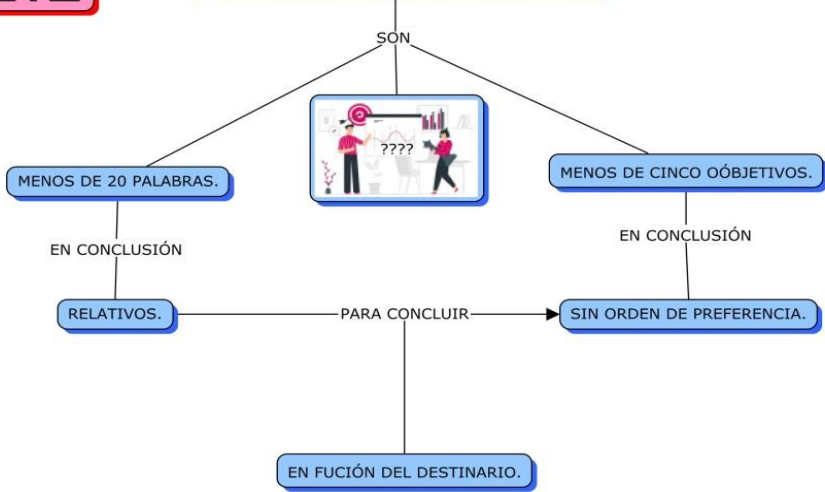 SON
????
MENOS DE 20 PALABRAS.
MENOS DE CINCO OÓBJETIVOS.
EN CONCLUSIÓN
EN CONCLUSIÓN
RELATIVOS.
PARA CONCLUIR
SIN ORDEN DE PREFERENCIA.
EN FUCIÓN DEL DESTINARIO.